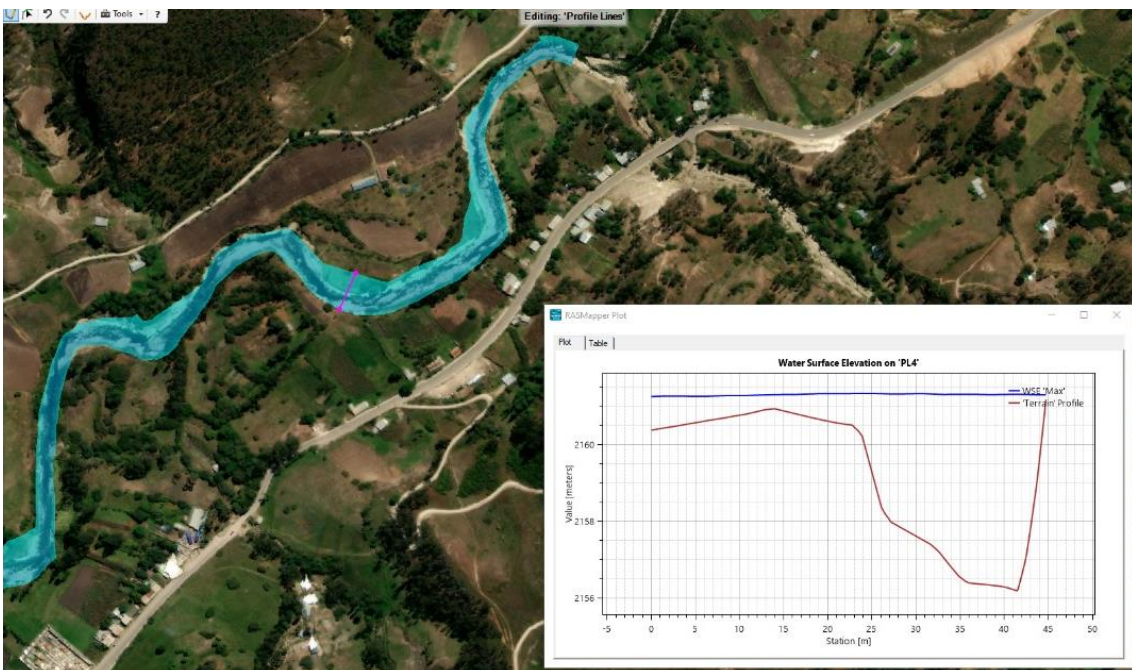 Tools ?
Editing: 'Profile Lines'
RASMapper Plot
Plot Table
Water Surface Elevation on 'PL4'
WSE 'Max'
'Terrain' Profile
Value [meters]
2160
2158
2156
-5 0 5 10 15 20 25 30 35 40 45 50
Station [m]